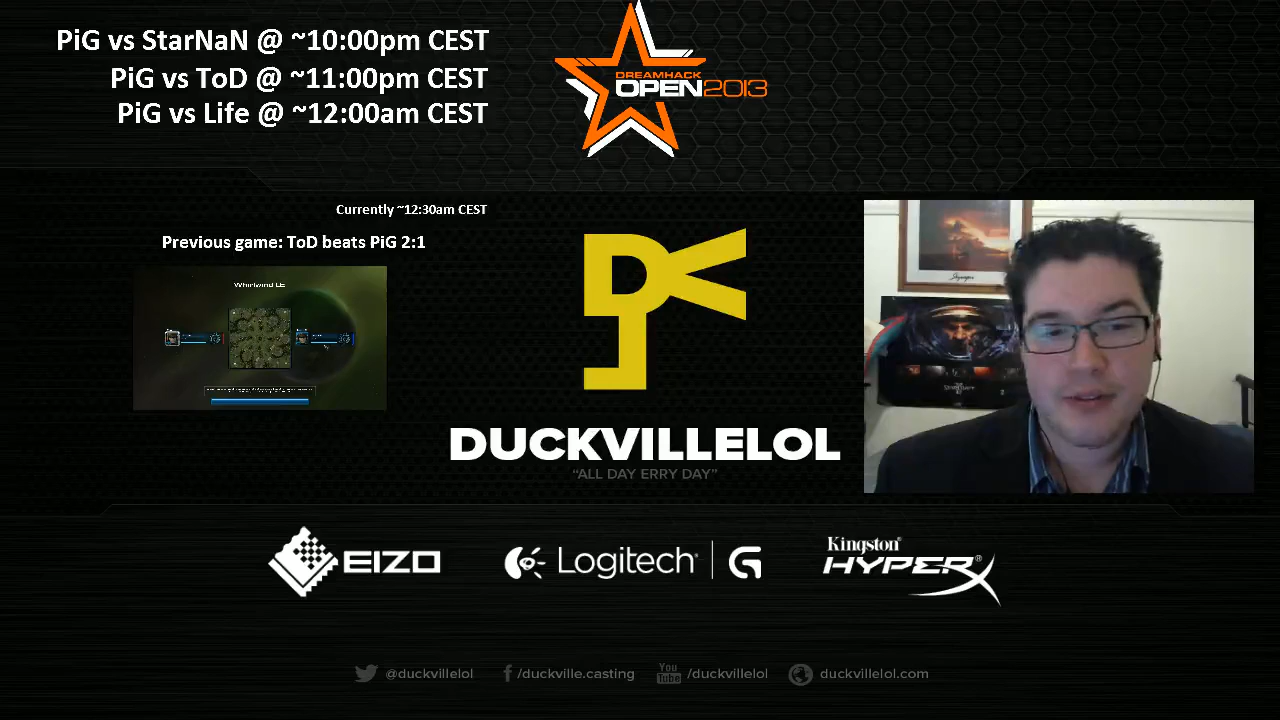 PiG vs StarNaN @ ~10:00pm CEST
PiG vs ToD @ ~11:00pm CEST
PiG vs Life @ ~12:00am CEST
DREAMHACK
OPEN2013
Currently ~12:30am CEST
Previous game: ToD beats PiG 2:1
Whirlwind LE
DUCKVILLELOL
“ALL DAY ERRY DAY”
EIZO
Logitech G
Kingston®
HYPERX®
@duckvillelol
/duckville.casting
You Tube /duckvillelol
duckvillelol.com